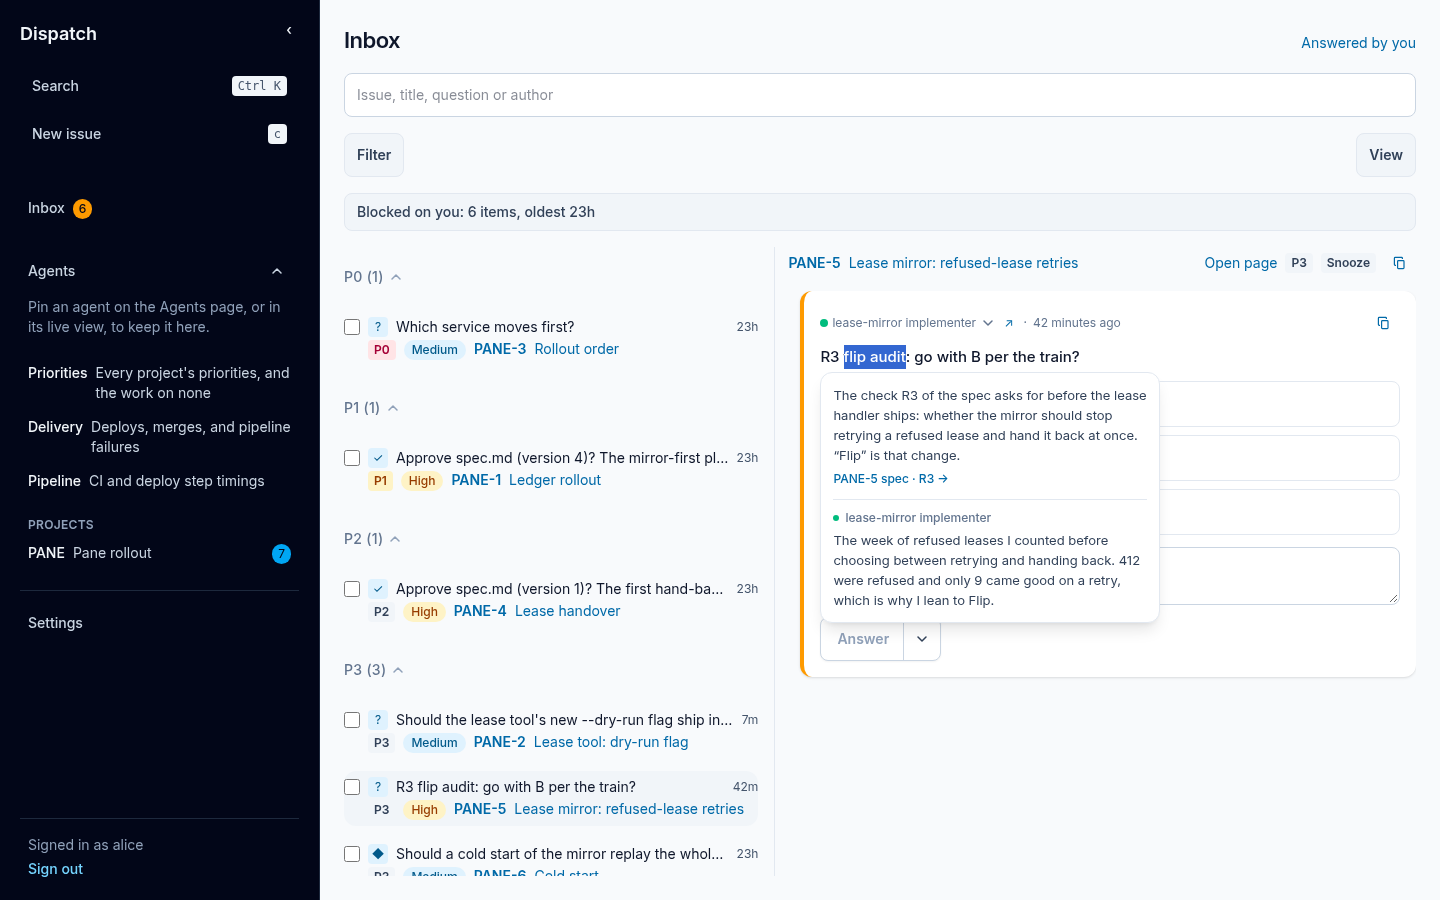 Dispatch
Search
Ctrl K
New issue
c
Inbox 6
Agents
Pin an agent on the Agents page, or in
its live view, to keep it here.
Priorities Every project's priorities, and
the work on none
Delivery Deploys, merges, and pipeline
failures
Pipeline CI and deploy step timings
PROJECTS
PANE Pane rollout 7
Settings
Signed in as alice
Sign out
Inbox
Answered by you
Issue, title, question or author
Filter
View
Blocked on you: 6 items, oldest 23h
P0 (1)
? Which service moves first? 23h
P0 Medium PANE-3 Rollout order
P1 (1)
Approve spec.md (version 4)? The mirror-first pl... 23h
P1 High PANE-1 Ledger rollout
P2 (1)
Approve spec.md (version 1)? The first hand-ba... 23h
P2 High PANE-4 Lease handover
P3 (3)
? Should the lease tool's new --dry-run flag ship in... 7m
P3 Medium PANE-2 Lease tool: dry-run flag
? R3 flip audit: go with B per the train? 42m
P3 High PANE-5 Lease mirror: refused-lease retries
Should a cold start of the mirror replay the whol... 23h
P3 Medium PANE-6 Cold start
PANE-5 Lease mirror: refused-lease retries
Open page P3 Snooze
lease-mirror implementer ↗ · 42 minutes ago
R3 flip audit: go with B per the train?
The check R3 of the spec asks for before the lease
handler ships: whether the mirror should stop
retrying a refused lease and hand it back at once.
“Flip” is that change.
PANE-5 spec · R3 →
lease-mirror implementer
The week of refused leases I counted before
choosing between retrying and handing back. 412
were refused and only 9 came good on a retry,
which is why I lean to Flip.
Answer